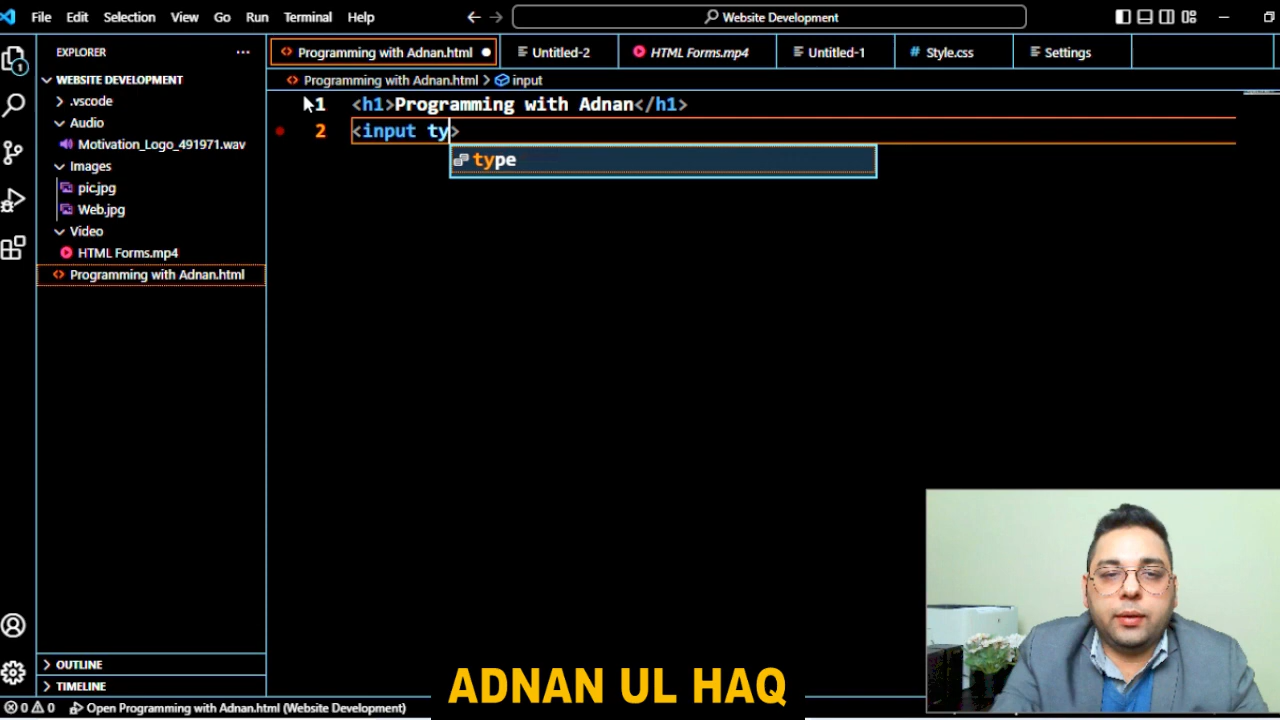 File Edit Selection View Go Run Terminal Help
Website Development
EXPLORER
WEBSITE DEVELOPMENT
.vscode
Audio
Motivation_Logo_491971.wav
Images
pic.jpg
Web.jpg
Video
HTML Forms.mp4
Programming with Adnan.html
OUTLINE
TIMELINE
1
Programming with Adnan.html Untitled-2 HTML Forms.mp4 Untitled-1 Style.css Settings
Programming with Adnan.html > input
1 <h1>Programming with Adnan</h1>
2 <input ty>
type
ADNAN UL HAQ
0 0 Open Programming with Adnan.html (Website Development)